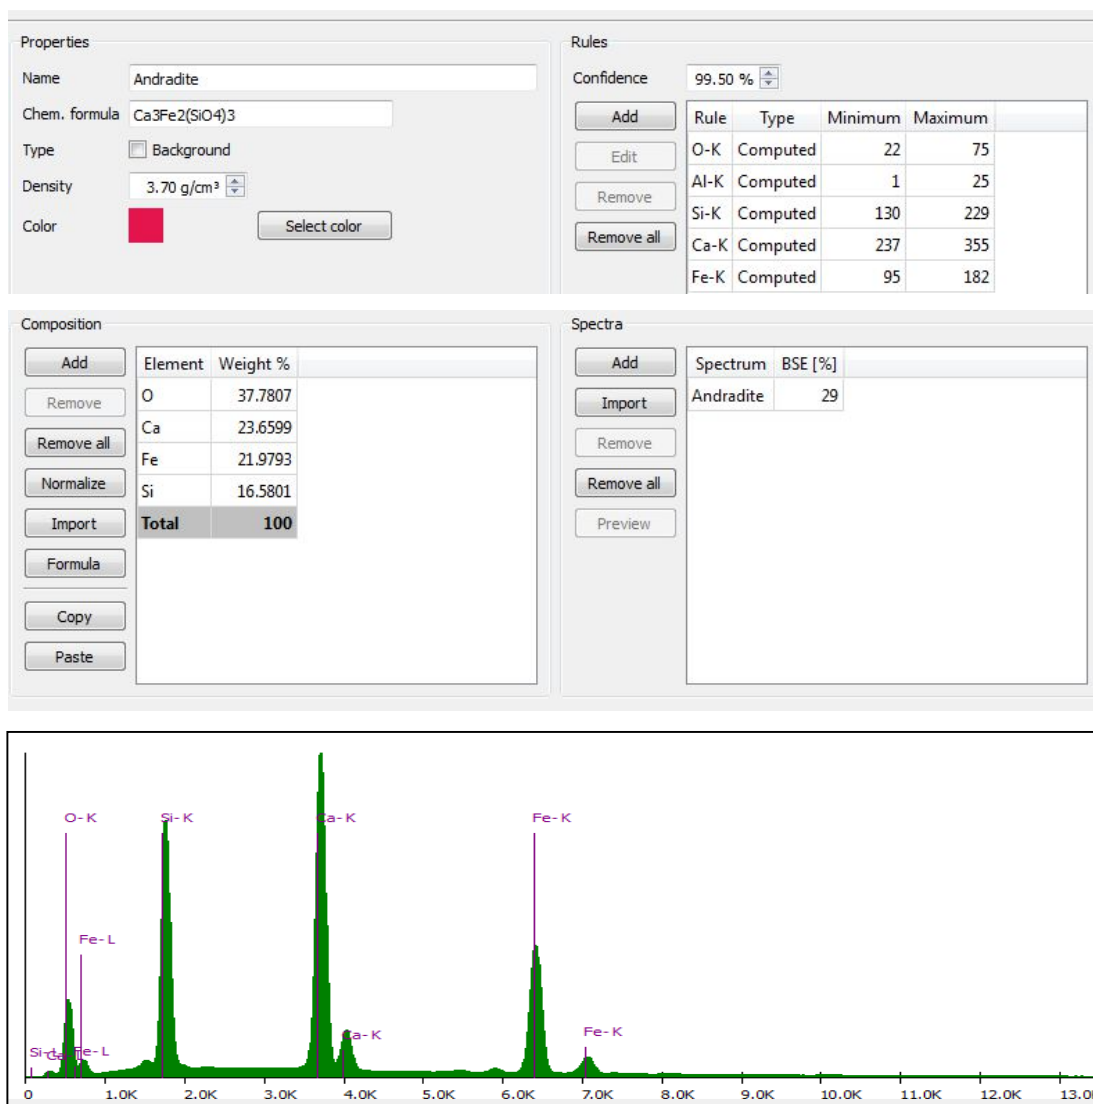 Properties
Name Andradite
Chem. formula Ca3Fe2(SiO4)3
Type Background
Density 3.70 g/cm³
Color Select color
Rules
Confidence 99.50 %
Add
Edit
Remove
Remove all
Rule Type Minimum Maximum
O-K Computed 22 75
Al-K Computed 1 25
Si-K Computed 130 229
Ca-K Computed 237 355
Fe-K Computed 95 182
Composition
Add
Remove
Remove all
Normalize
Import
Formula
Copy
Paste
Element Weight %
O 37.7807
Ca 23.6599
Fe 21.9793
Si 16.5801
Total 100
Spectra
Add
Import
Remove
Remove all
Preview
Spectrum BSE [%]
Andradite 29
O-K Si-K Ca-K Fe-K
Fe-L
Ca-K Fe-K
Si-L Fe-L
0 1.0K 2.0K 3.0K 4.0K 5.0K 6.0K 7.0K 8.0K 9.0K 10.0K 11.0K 12.0K 13.0